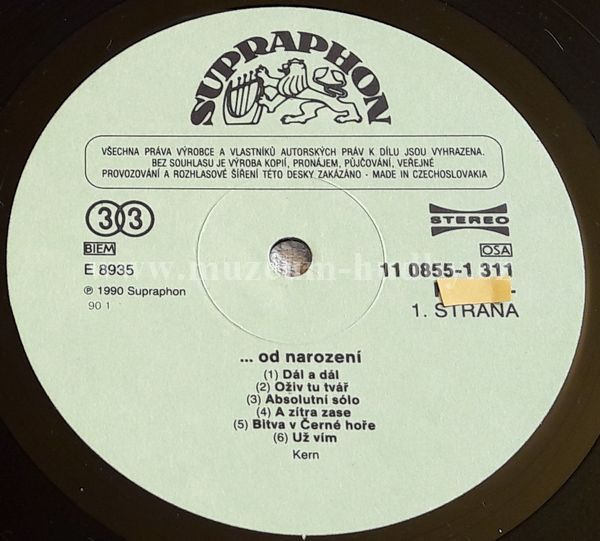 SUPRAPHON
VŠECHNA PRÁVA VÝROBCE A VLASTNÍKŮ AUTORSKÝCH PRÁV K DÍLU JSOU VYHRAZENA.
BEZ SOUHLASU JE VÝROBA KOPIÍ, PRONÁJEM, PŮJČOVÁNÍ, VEŘEJNÉ
PROVOZOVÁNÍ A ROZHLASOVÉ ŠÍŘENÍ TÉTO DESKY ZAKÁZÁNO · MADE IN CZECHOSLOVAKIA
33
STEREO
BIEM
OSA
E 8935
11 0855-1 311
℗ 1990 Supraphon
90 1
1. STRANA
... od narození
(1) Dál a dál
(2) Oživ tu tvář
(3) Absolutní sólo
(4) A zítra zase
(5) Bitva v Černé hoře
(6) Už vím
Kern